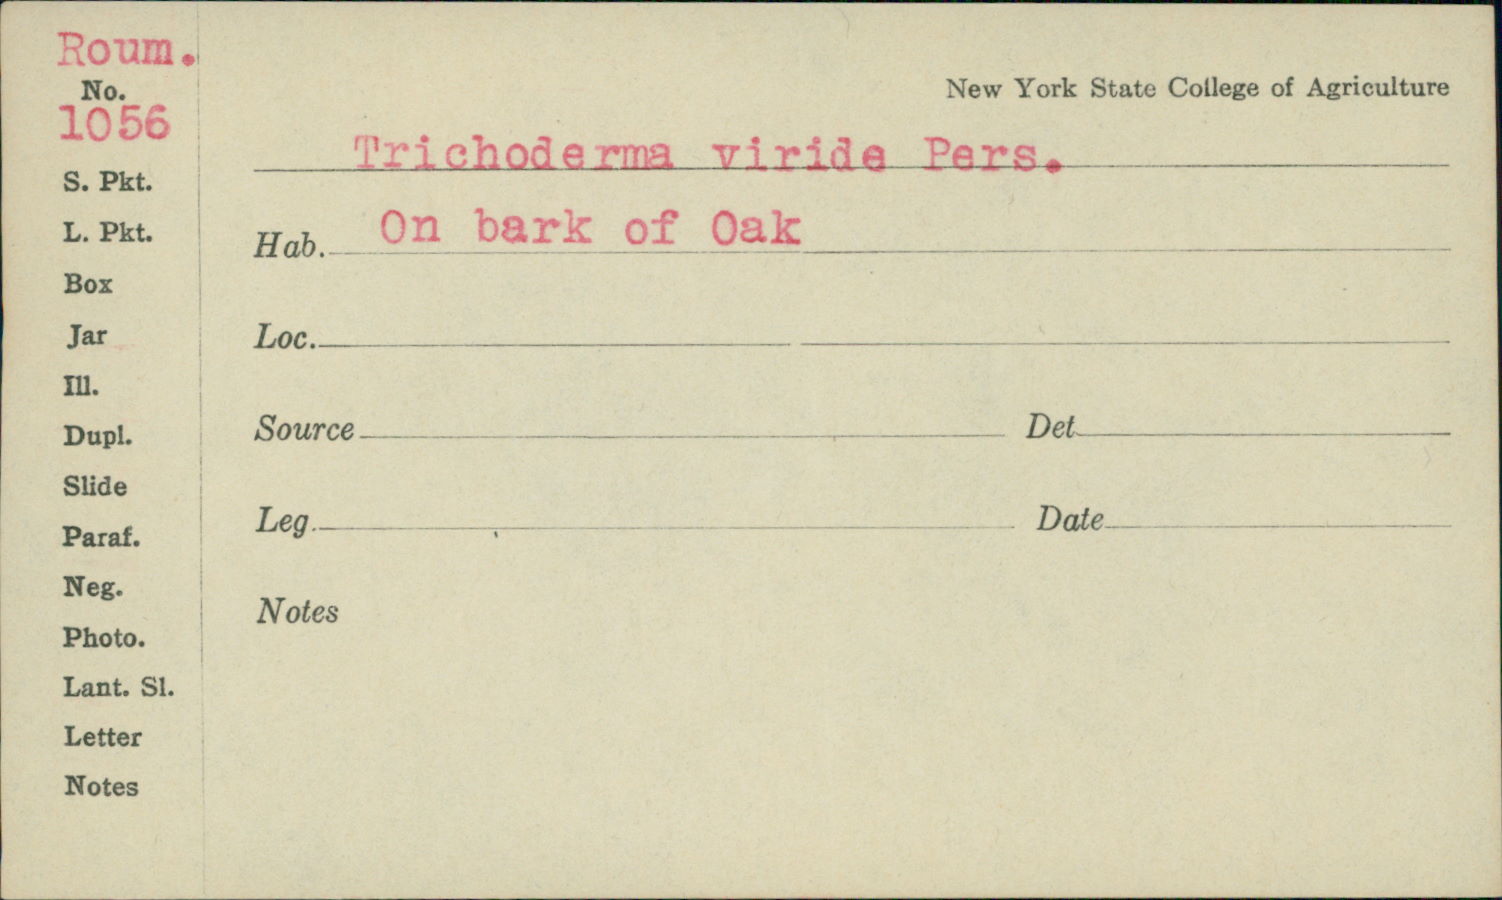 Roum.
No.
1056
S. Pkt.
L. Pkt.
Box
Jar
Ill.
Dupl.
Slide
Paraf.
Neg.
Photo.
Lant. Sl.
Letter
Notes
New York State College of Agriculture
Trichoderma viride Pers.
Hab. On bark of Oak
Loc.
Source Det
Leg. Date
Notes